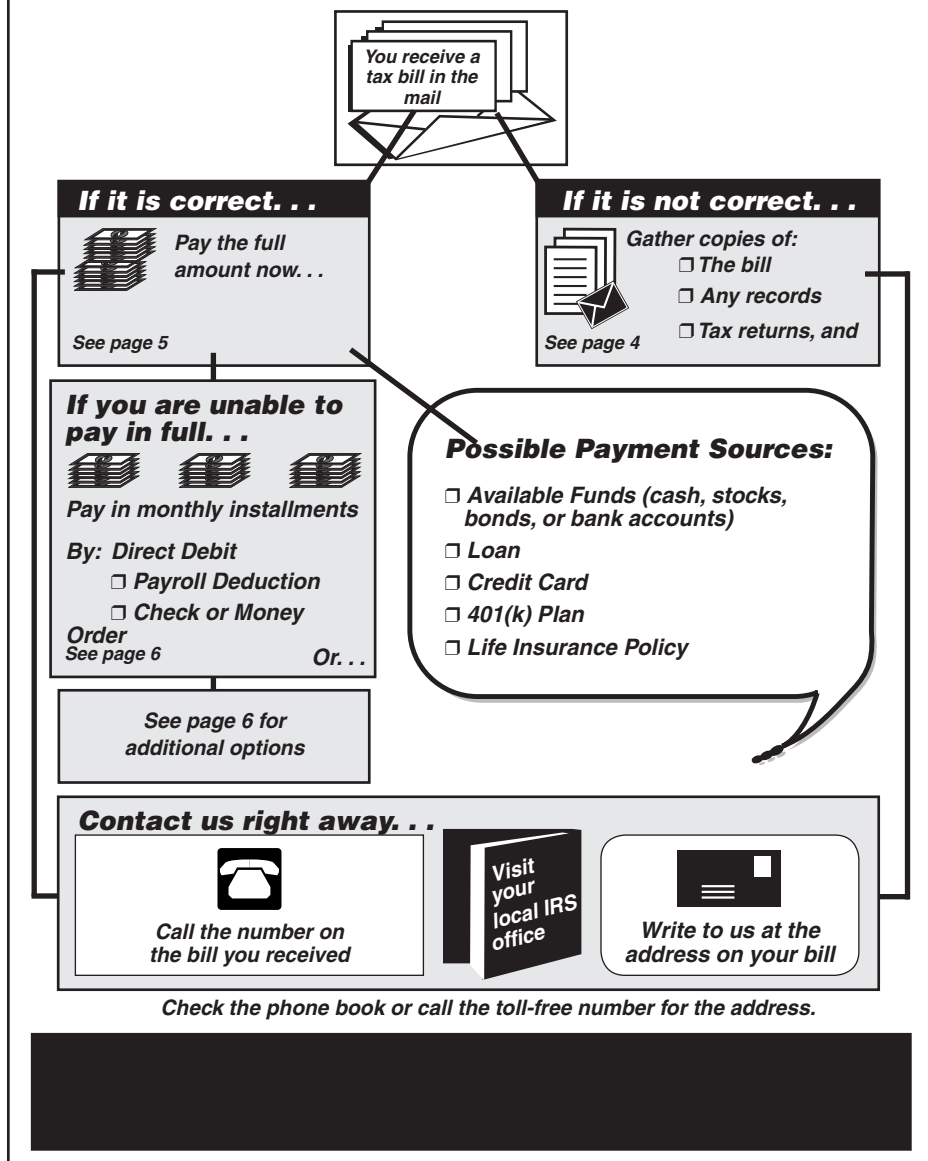 You receive a
tax bill in the
mail
If it is correct. . .
Pay the full
amount now. . .
See page 5
If it is not correct. . .
Gather copies of:
❐ The bill
❐ Any records
❐ Tax returns, and
See page 4
If you are unable to
pay in full. . .
Pay in monthly installments
By: Direct Debit
❐ Payroll Deduction
❐ Check or Money
Order
See page 6
Or. . .
See page 6 for
additional options
Possible Payment Sources:
❐ Available Funds (cash, stocks,
bonds, or bank accounts)
❐ Loan
❐ Credit Card
❐ 401(k) Plan
❐ Life Insurance Policy
Contact us right away. . .
Call the number on
the bill you received
Visit
your
local IRS
office
Write to us at the
address on your bill
Check the phone book or call the toll-free number for the address.